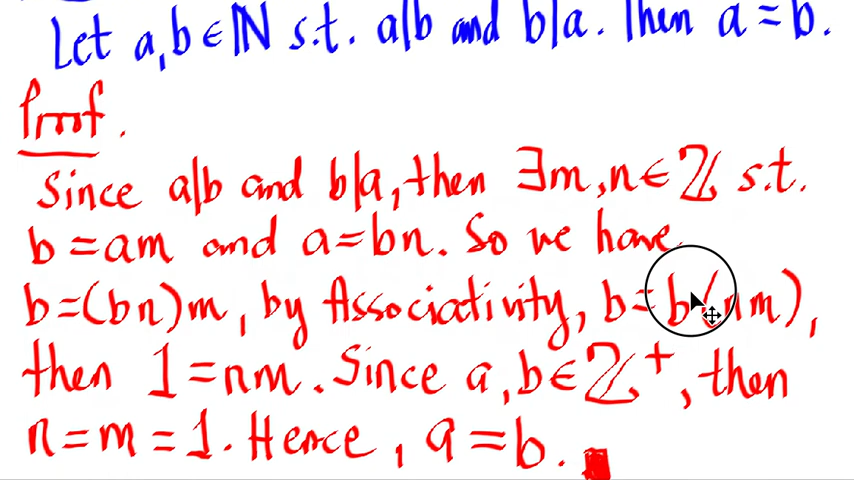 Let a,b∈ℕ s.t. a|b and b|a. Then a=b.
Proof.
Since a|b and b|a, then ∃m,n∈ℤ s.t.
b=am and a=bn. So we have
b=(bn)m, by Associativity, b=b(nm),
then 1=nm. Since a,b∈ℤ⁺, then
n=m=1. Hence, a=b. ∎